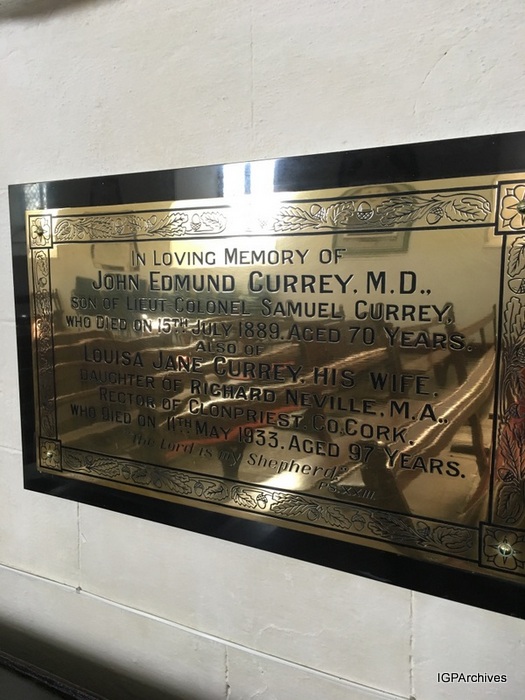 IN LOVING MEMORY OF
JOHN EDMUND CURREY. M.D.,
SON OF LIEUT COLONEL SAMUEL CURREY,
WHO DIED ON 15TH JULY 1889. AGED 70 YEARS.
ALSO OF
LOUISA JANE CURREY, HIS WIFE,
DAUGHTER OF RICHARD NEVILLE, M.A.,
RECTOR OF CLONPRIEST, CO. CORK,
WHO DIED ON 11TH MAY 1933. AGED 97 YEARS.
"The Lord is my Shepherd"
PS. XXIII.
IGPArchives